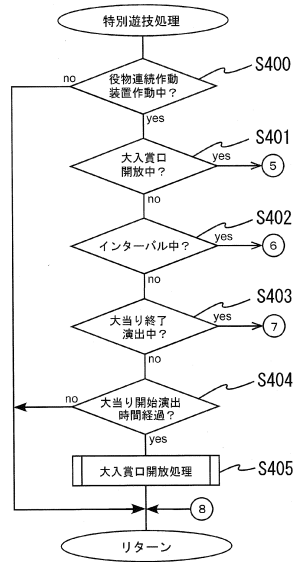 特別遊技処理
S400
no
役物連続作動
装置作動中？
yes
S401
大入賞口
開放中？
yes
⑤
no
S402
インターバル中？
yes
⑥
no
S403
大当り終了
演出中？
yes
⑦
no
S404
no
大当り開始演出
時間経過？
yes
大入賞口開放処理
S405
⑧
リターン